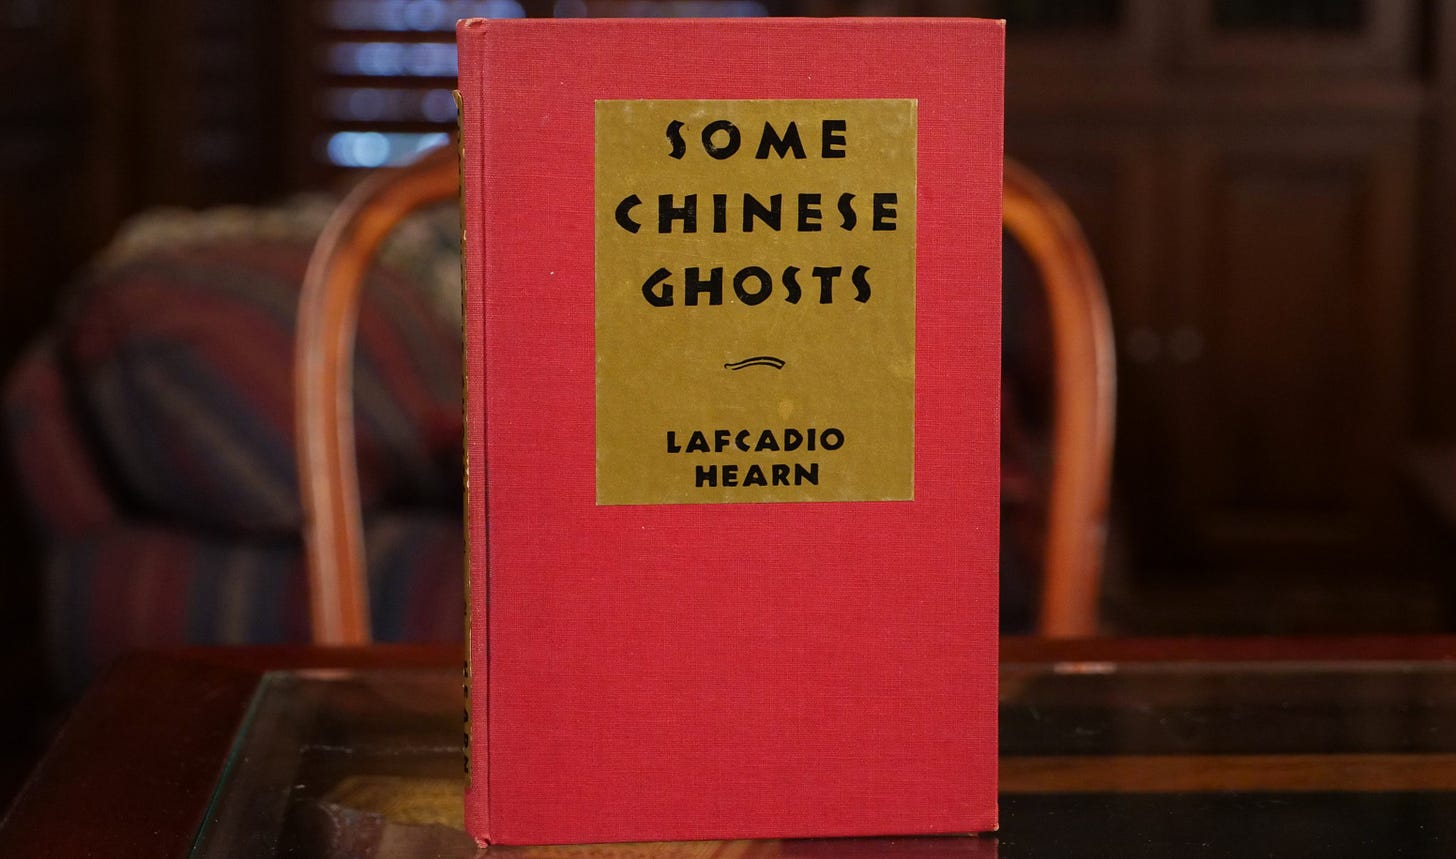 SOME
CHINESE
GHOSTS
LAFCADIO
HEARN